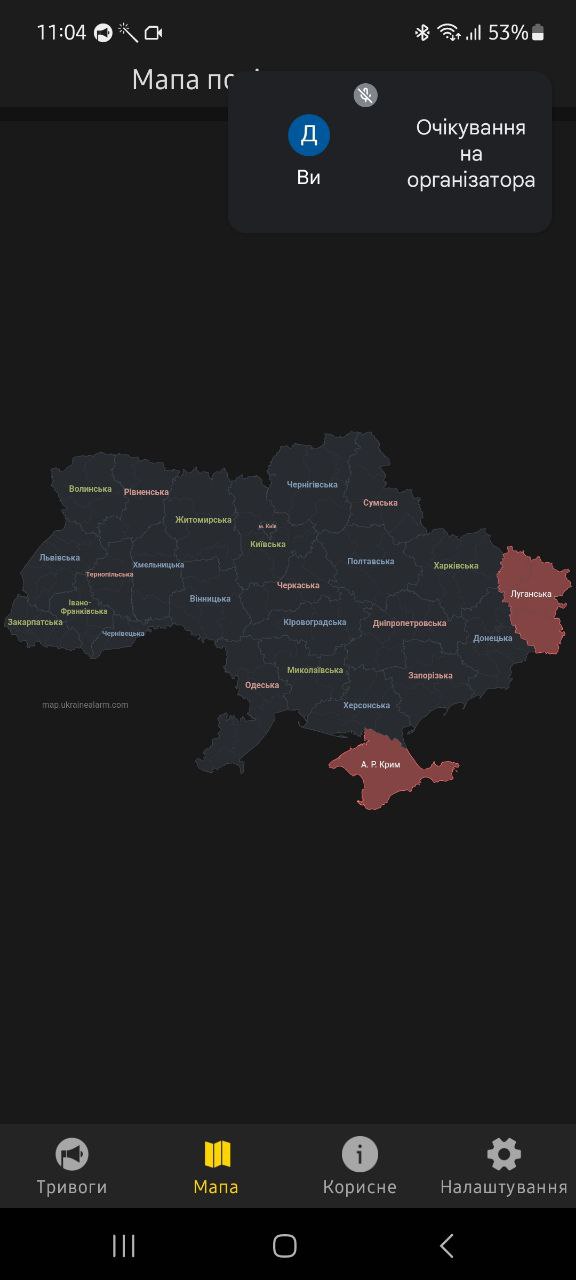 11:04
53%
Мапа
Д
Ви
Очікування
на
організатора
Чернігівська
Волинська
Рівненська
Сумська
Житомирська
м. Київ
Київська
Львівська
Хмельницька
Полтавська
Харківська
Тернопільська
Черкаська
Луганська
Вінницька
Івано-
Франківська
Закарпатська
Кіровоградська
Дніпропетровська
Чернівецька
Донецька
Миколаївська
Запорізька
Одеська
Херсонська
map.ukrainealarm.com
А. Р. Крим
Тривоги
Мапа
Корисне
Налаштування